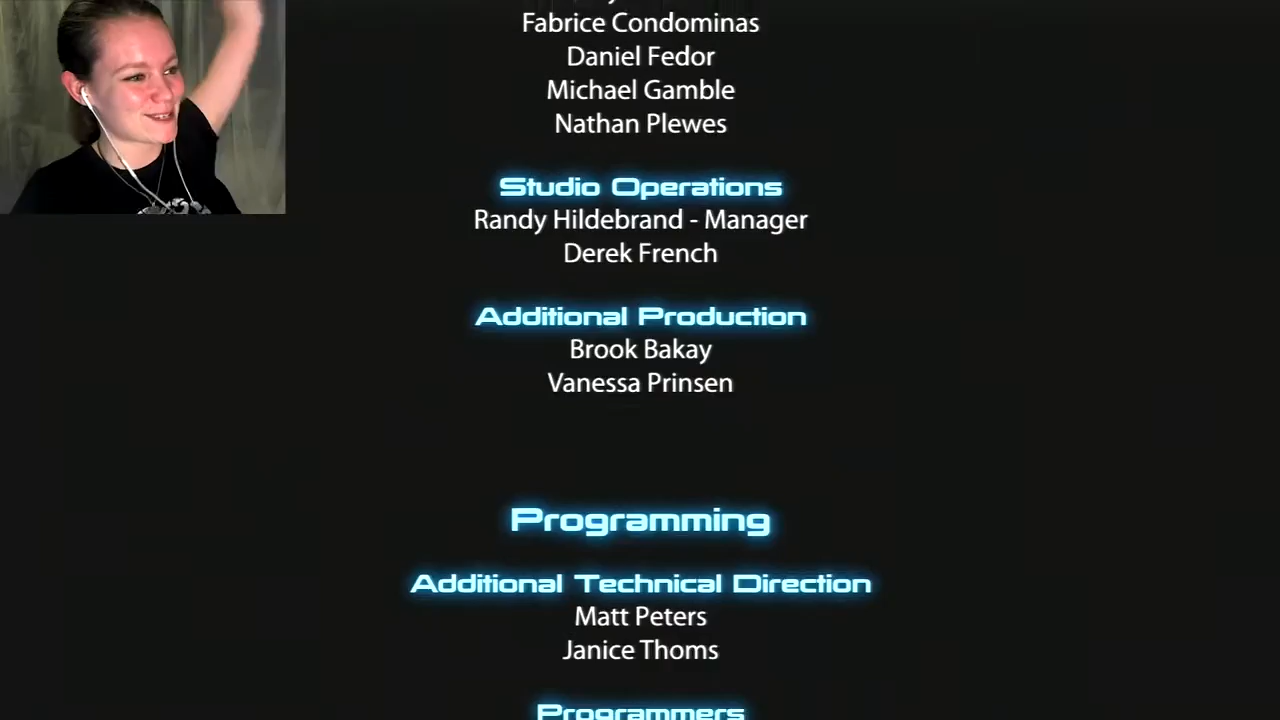 Fabrice Condominas
Daniel Fedor
Michael Gamble
Nathan Plewes
Studio Operations
Randy Hildebrand - Manager
Derek French
Additional Production
Brook Bakay
Vanessa Prinsen
Programming
Additional Technical Direction
Matt Peters
Janice Thoms
Programmers